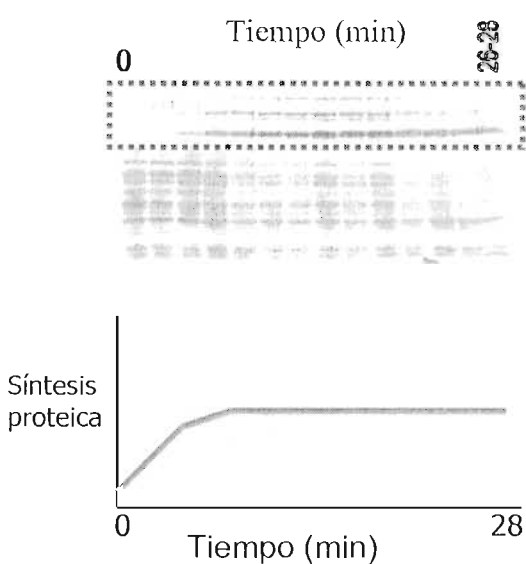 Tiempo (min)
0
26-28
Síntesis
proteica
0
28
Tiempo (min)